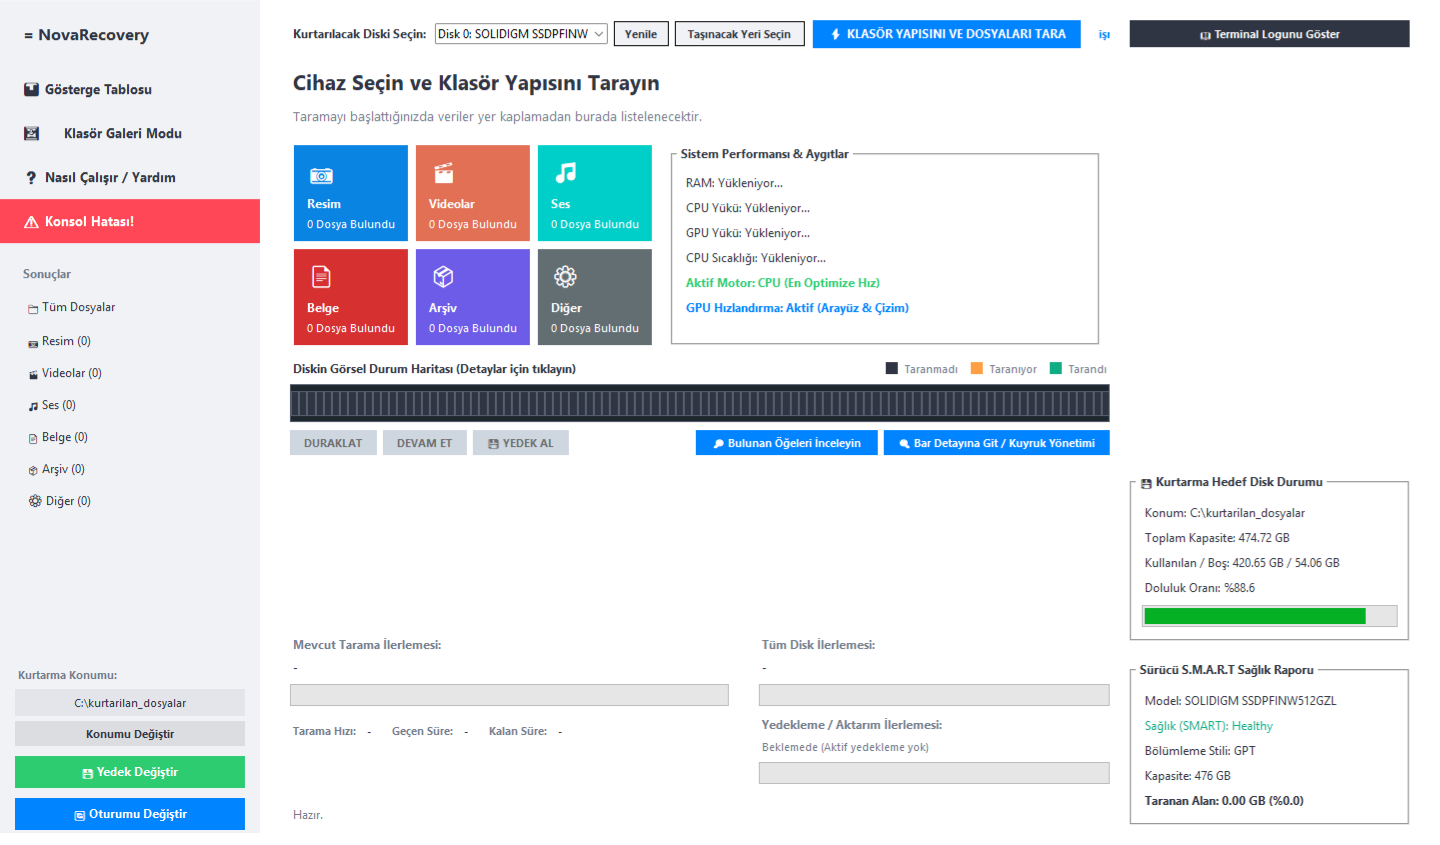 = NovaRecovery
Gösterge Tablosu
Klasör Galeri Modu
? Nasıl Çalışır / Yardım
Konsol Hatası!
Sonuçlar
Tüm Dosyalar
Resim (0)
Videolar (0)
Ses (0)
Belge (0)
Arşiv (0)
Diğer (0)
Kurtarma Konumu:
C:\kurtarilan_dosyalar
Konumu Değiştir
Yedek Değiştir
Oturumu Değiştir
Kurtarılacak Diski Seçin:
Disk 0: SOLIDIGM SSDPFINW
Yenile
Taşınacak Yeri Seçin
KLASÖR YAPISINI VE DOSYALARI TARA
işı
Terminal Logunu Göster
Cihaz Seçin ve Klasör Yapısını Tarayın
Taramayı başlattığınızda veriler yer kaplamadan burada listelenecektir.
Resim
0 Dosya Bulundu
Videolar
0 Dosya Bulundu
Ses
0 Dosya Bulundu
Belge
0 Dosya Bulundu
Arşiv
0 Dosya Bulundu
Diğer
0 Dosya Bulundu
Sistem Performansı & Aygıtlar
RAM: Yükleniyor...
CPU Yükü: Yükleniyor...
GPU Yükü: Yükleniyor...
CPU Sıcaklığı: Yükleniyor...
Aktif Motor: CPU (En Optimize Hız)
GPU Hızlandırma: Aktif (Arayüz & Çizim)
Diskin Görsel Durum Haritası (Detaylar için tıklayın)
Taranmadı
Taranıyor
Tarandı
DURAKLAT
DEVAM ET
YEDEK AL
Bulunan Öğeleri İnceleyin
Bar Detayına Git / Kuyruk Yönetimi
Mevcut Tarama İlerlemesi:
-
Tarama Hızı: - Geçen Süre: - Kalan Süre: -
Tüm Disk İlerlemesi:
-
Yedekleme / Aktarım İlerlemesi:
Beklemede (Aktif yedekleme yok)
Hazır.
Kurtarma Hedef Disk Durumu
Konum: C:\kurtarilan_dosyalar
Toplam Kapasite: 474.72 GB
Kullanılan / Boş: 420.65 GB / 54.06 GB
Doluluk Oranı: %88.6
Sürücü S.M.A.R.T Sağlık Raporu
Model: SOLIDIGM SSDPFINW512GZL
Sağlık (SMART): Healthy
Bölümleme Stili: GPT
Kapasite: 476 GB
Taranan Alan: 0.00 GB (%0.0)